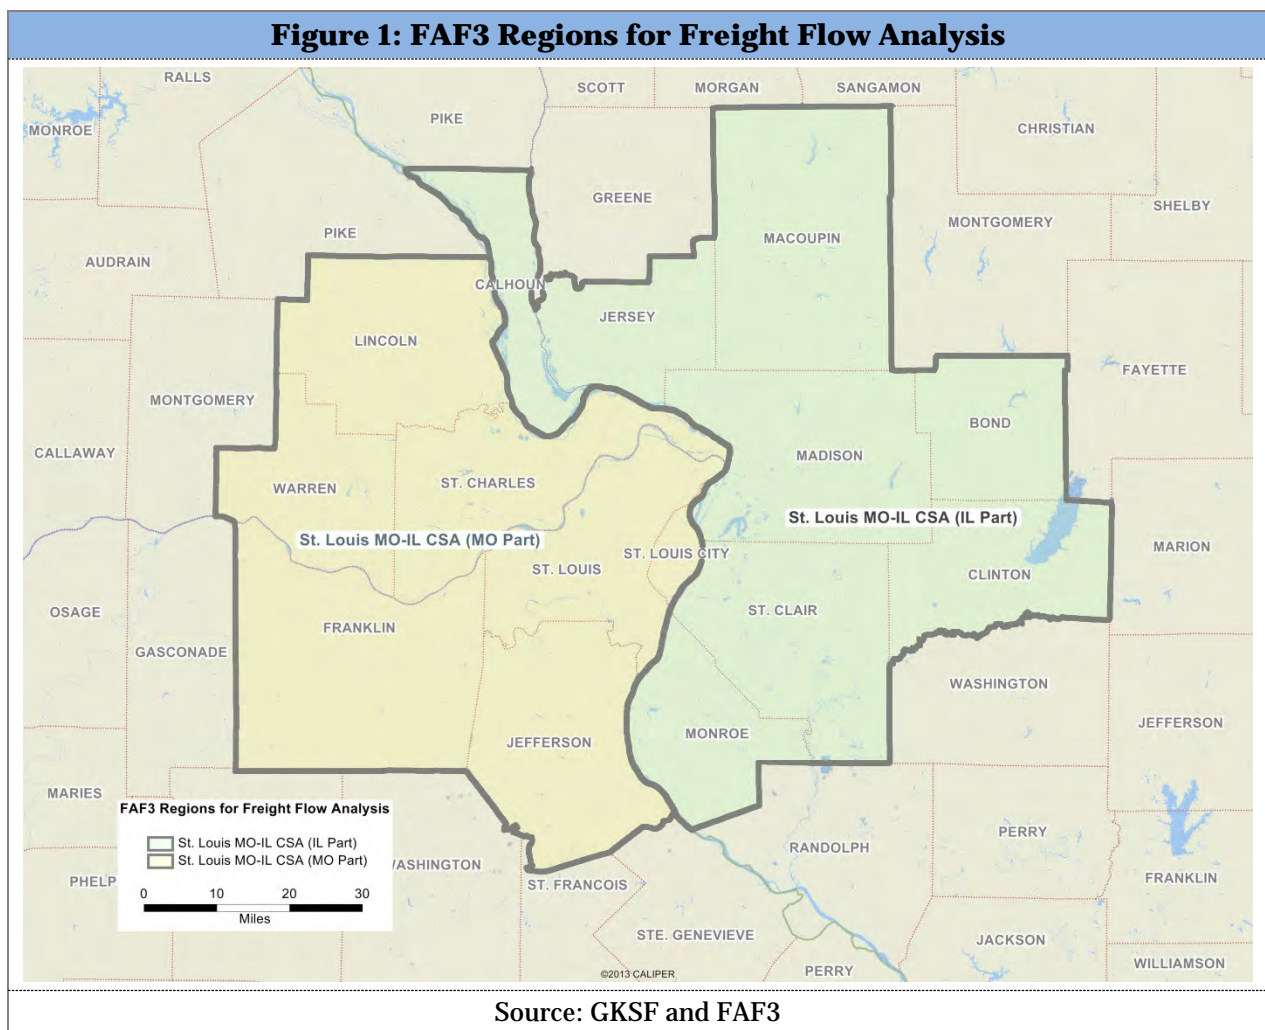 Figure 1: FAF3 Regions for Freight Flow Analysis
RALLS
SCOTT
MORGAN
SANGAMON
PIKE
MONROE
CHRISTIAN
GREENE
SHELBY
MONTGOMERY
PIKE
MACOUPIN
AUDRAIN
CALHOUN
JERSEY
LINCOLN
FAYETTE
MONTGOMERY
BOND
CALLAWAY
MADISON
ST. CHARLES
WARREN
St. Louis MO-IL CSA (IL Part)
St. Louis MO-IL CSA (MO Part)
ST. LOUIS CITY
MARION
ST. LOUIS
CLINTON
OSAGE
ST. CLAIR
FRANKLIN
GASCONADE
WASHINGTON
JEFFERSON
MONROE
JEFFERSON
MARIES
FAF3 Regions for Freight Flow Analysis
St. Louis MO-IL CSA (IL Part)
St. Louis MO-IL CSA (MO Part)
0 10 20 30
Miles
PERRY
RANDOLPH
WASHINGTON
PHELP
ST. FRANCOIS
FRANKLIN
STE. GENEVIEVE
JACKSON
WILLIAMSON
PERRY
©2013 CALIPER
Source: GKSF and FAF3